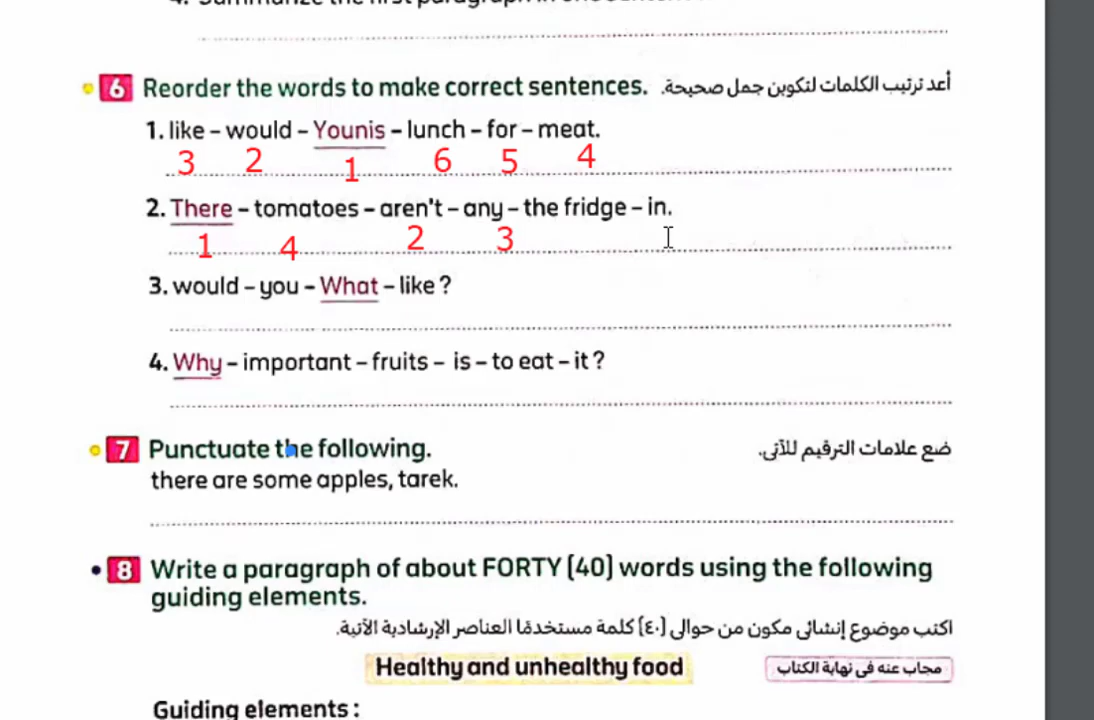 6 Reorder the words to make correct sentences. أعد ترتيب الكلمات لتكوين جمل صحيحة.
1. like – would – Younis – lunch – for – meat.
3 2 1 6 5 4
2. There – tomatoes – aren't – any – the fridge – in.
1 4 2 3
3. would – you – What – like ?
4. Why – important – fruits – is – to eat – it ?
7 Punctuate the following. ضع علامات الترقيم للآتى.
there are some apples, tarek.
8 Write a paragraph of about FORTY (40) words using the following
guiding elements.
اكتب موضوع إنشائى مكون من حوالى (٤٠) كلمة مستخدمًا العناصر الإرشادية الآتية.
Healthy and unhealthy food مجاب عنه فى نهاية الكتاب
Guiding elements :